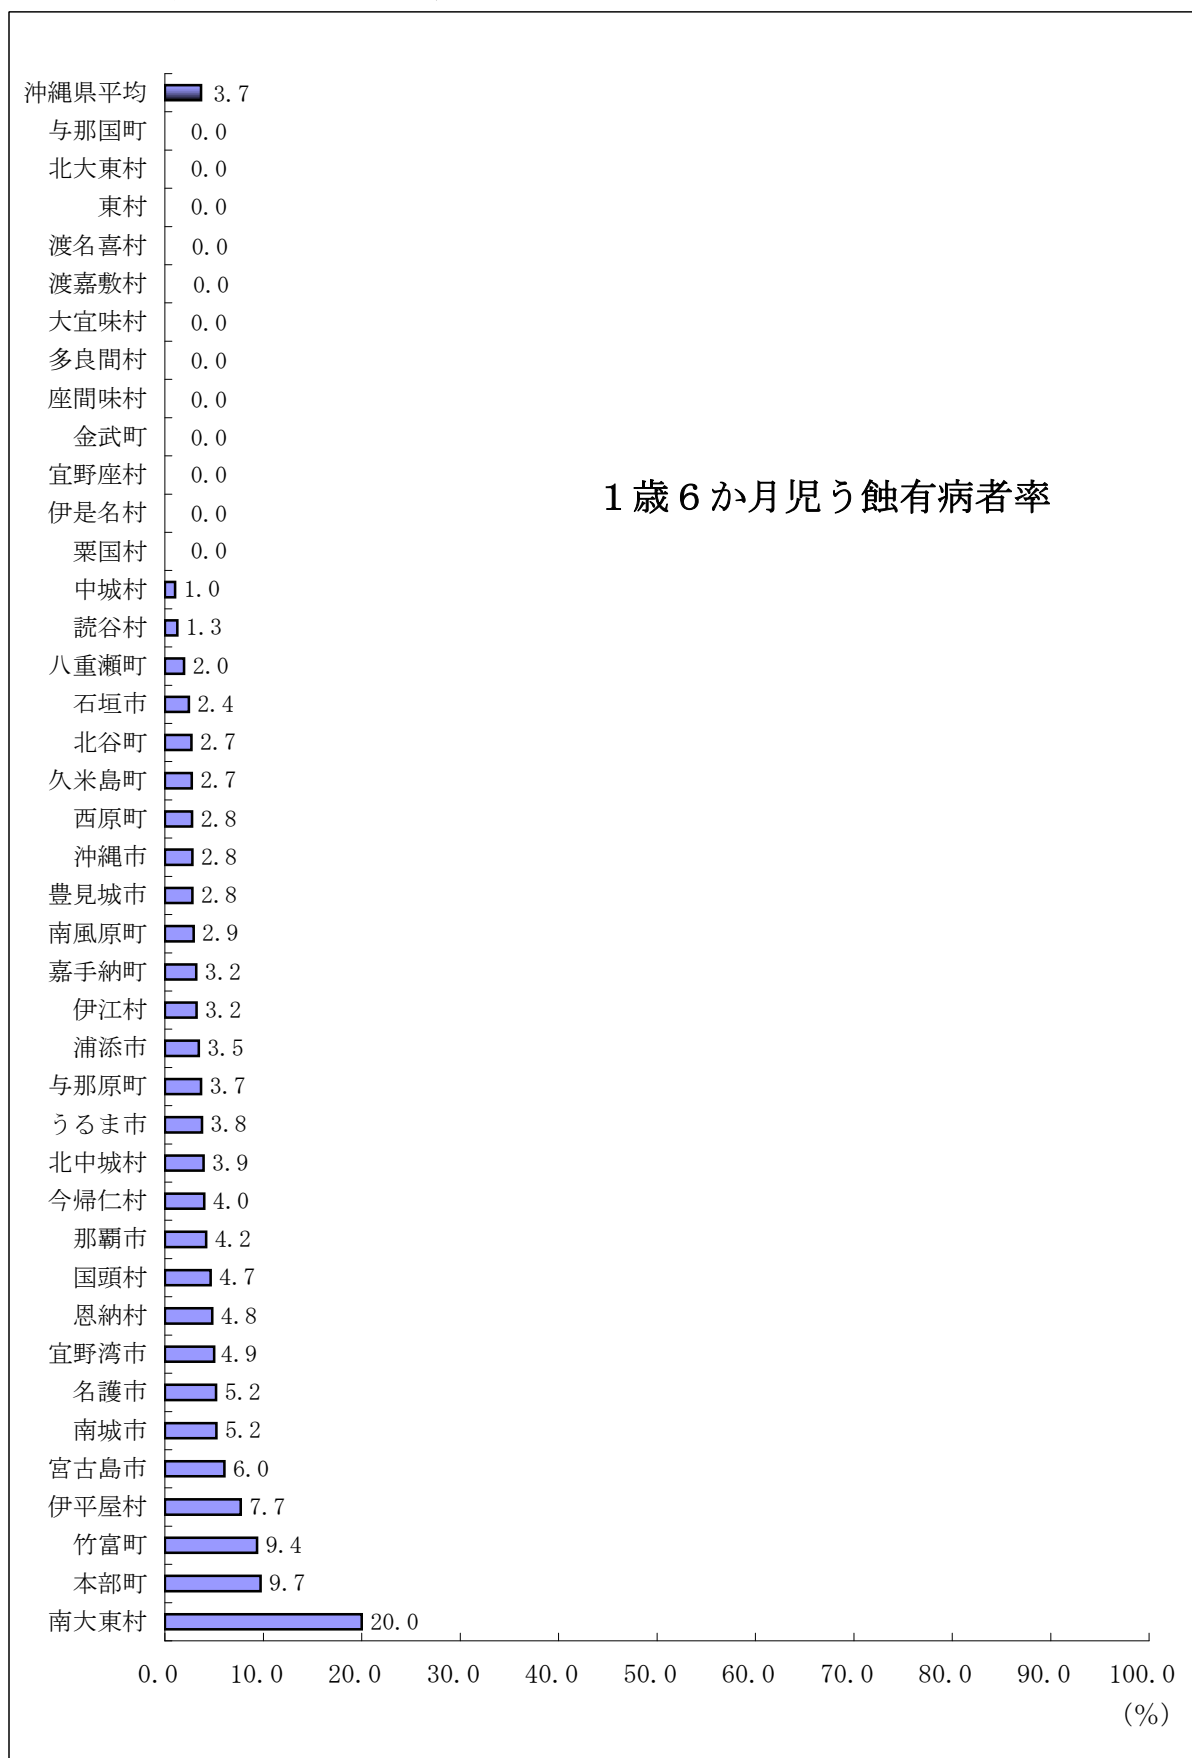 沖縄県平均 3.7
与那国町 0.0
北大東村 0.0
東村 0.0
渡名喜村 0.0
渡嘉敷村 0.0
大宜味村 0.0
多良間村 0.0
座間味村 0.0
金武町 0.0
宜野座村 0.0
１歳６か月児う蝕有病者率
伊是名村 0.0
粟国村 0.0
中城村 1.0
読谷村 1.3
八重瀬町 2.0
石垣市 2.4
北谷町 2.7
久米島町 2.7
西原町 2.8
沖縄市 2.8
豊見城市 2.8
南風原町 2.9
嘉手納町 3.2
伊江村 3.2
浦添市 3.5
与那原町 3.7
うるま市 3.8
北中城村 3.9
今帰仁村 4.0
那覇市 4.2
国頭村 4.7
恩納村 4.8
宜野湾市 4.9
名護市 5.2
南城市 5.2
宮古島市 6.0
伊平屋村 7.7
竹富町 9.4
本部町 9.7
南大東村 20.0
0.0 10.0 20.0 30.0 40.0 50.0 60.0 70.0 80.0 90.0 100.0
(%)